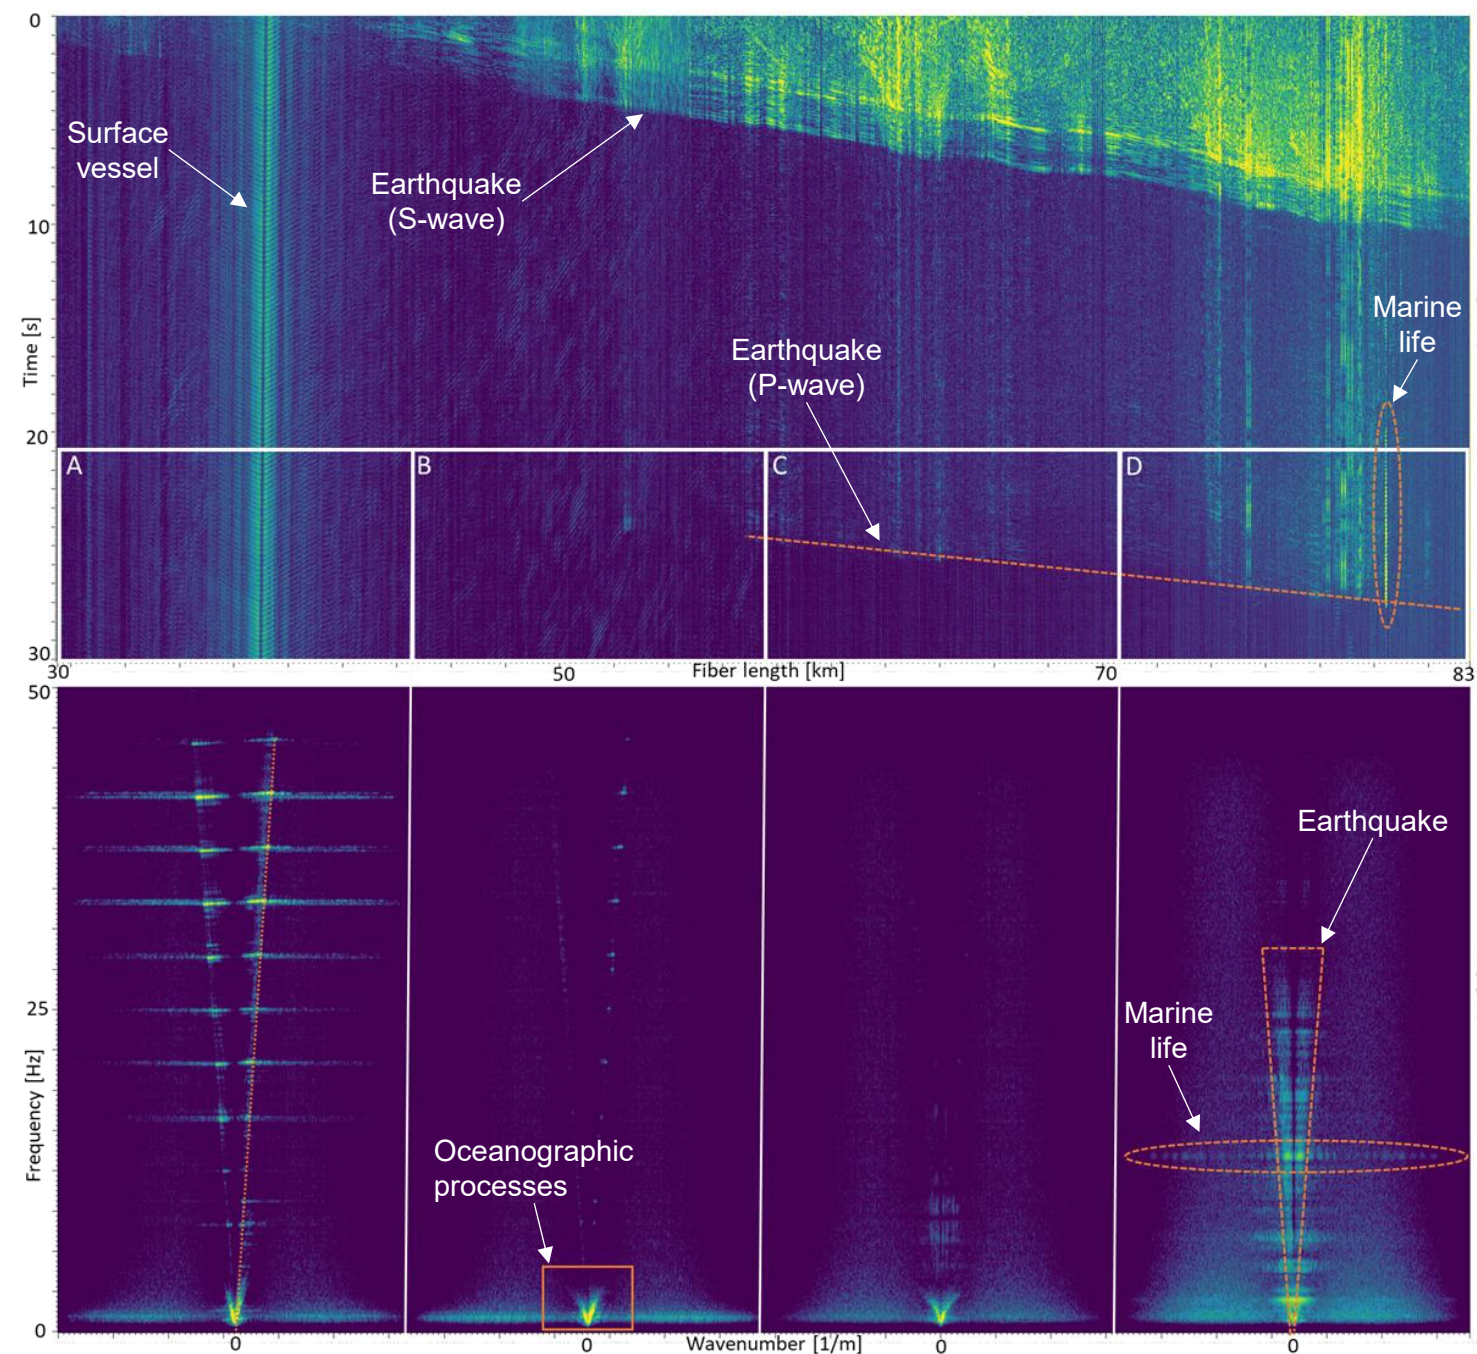 0
Surface
vessel
Earthquake
(S-wave)
10
Marine
life
Time [s]
Earthquake
(P-wave)
20
A
B
C
D
30
30
50
Fiber length [km]
70
83
50
Earthquake
25
Marine
life
Frequency [Hz]
Oceanographic
processes
0
0
0
Wavenumber [1/m]
0
0